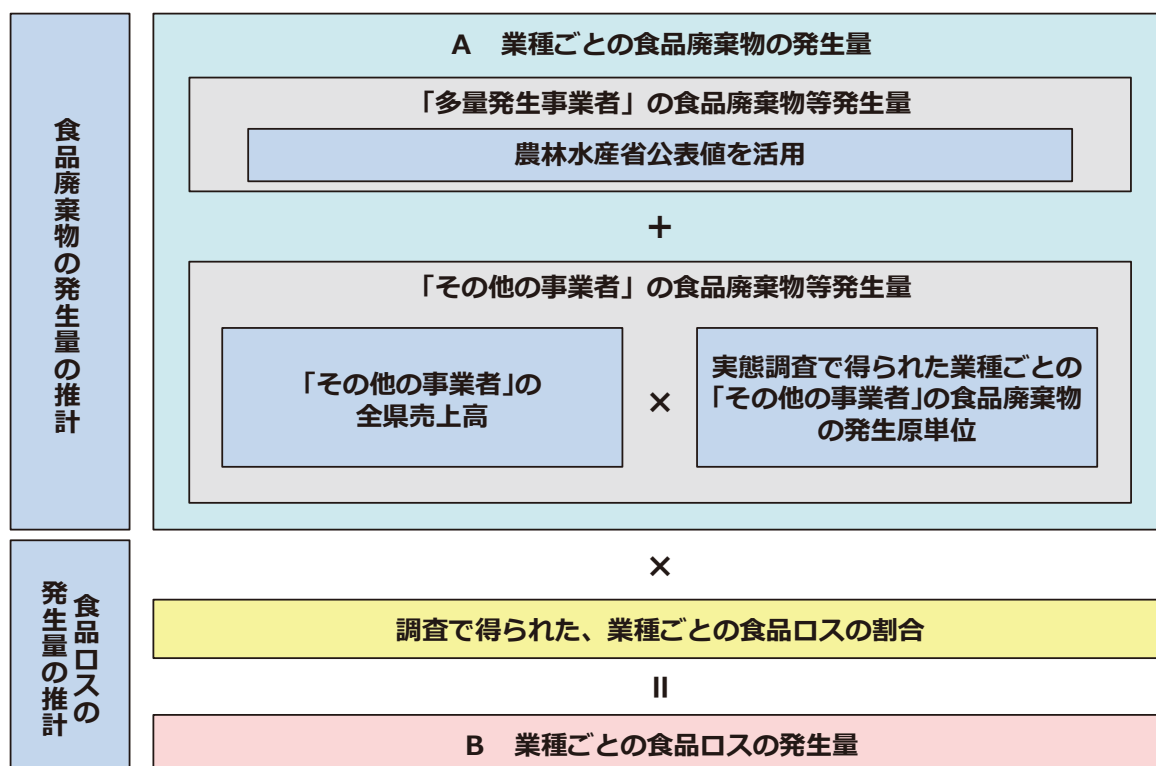 食品廃棄物の発生量の推計
A 業種ごとの食品廃棄物の発生量
「多量発生事業者」の食品廃棄物等発生量
農林水産省公表値を活用
＋
「その他の事業者」の食品廃棄物等発生量
「その他の事業者」の
全県売上高
×
実態調査で得られた業種ごとの
「その他の事業者」の食品廃棄物
の発生原単位
食品ロスの
発生量の推計
×
調査で得られた、業種ごとの食品ロスの割合
＝
B 業種ごとの食品ロスの発生量